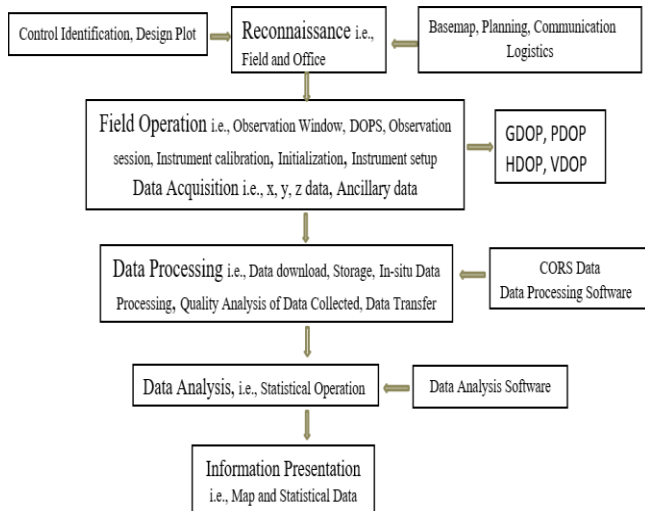 Control Identification, Design Plot
Reconnaissance i.e.,
Field and Office
Basemap, Planning, Communication
Logistics
Field Operation i.e., Observation Window, DOPS, Observation
session, Instrument calibration, Initialization, Instrument setup
Data Acquisition i.e., x, y, z data, Ancillary data
GDOP, PDOP
HDOP, VDOP
Data Processing i.e., Data download, Storage, In-situ Data
Processing, Quality Analysis of Data Collected, Data Transfer
CORS Data
Data Processing Software
Data Analysis, i.e., Statistical Operation
Data Analysis Software
Information Presentation
i.e., Map and Statistical Data